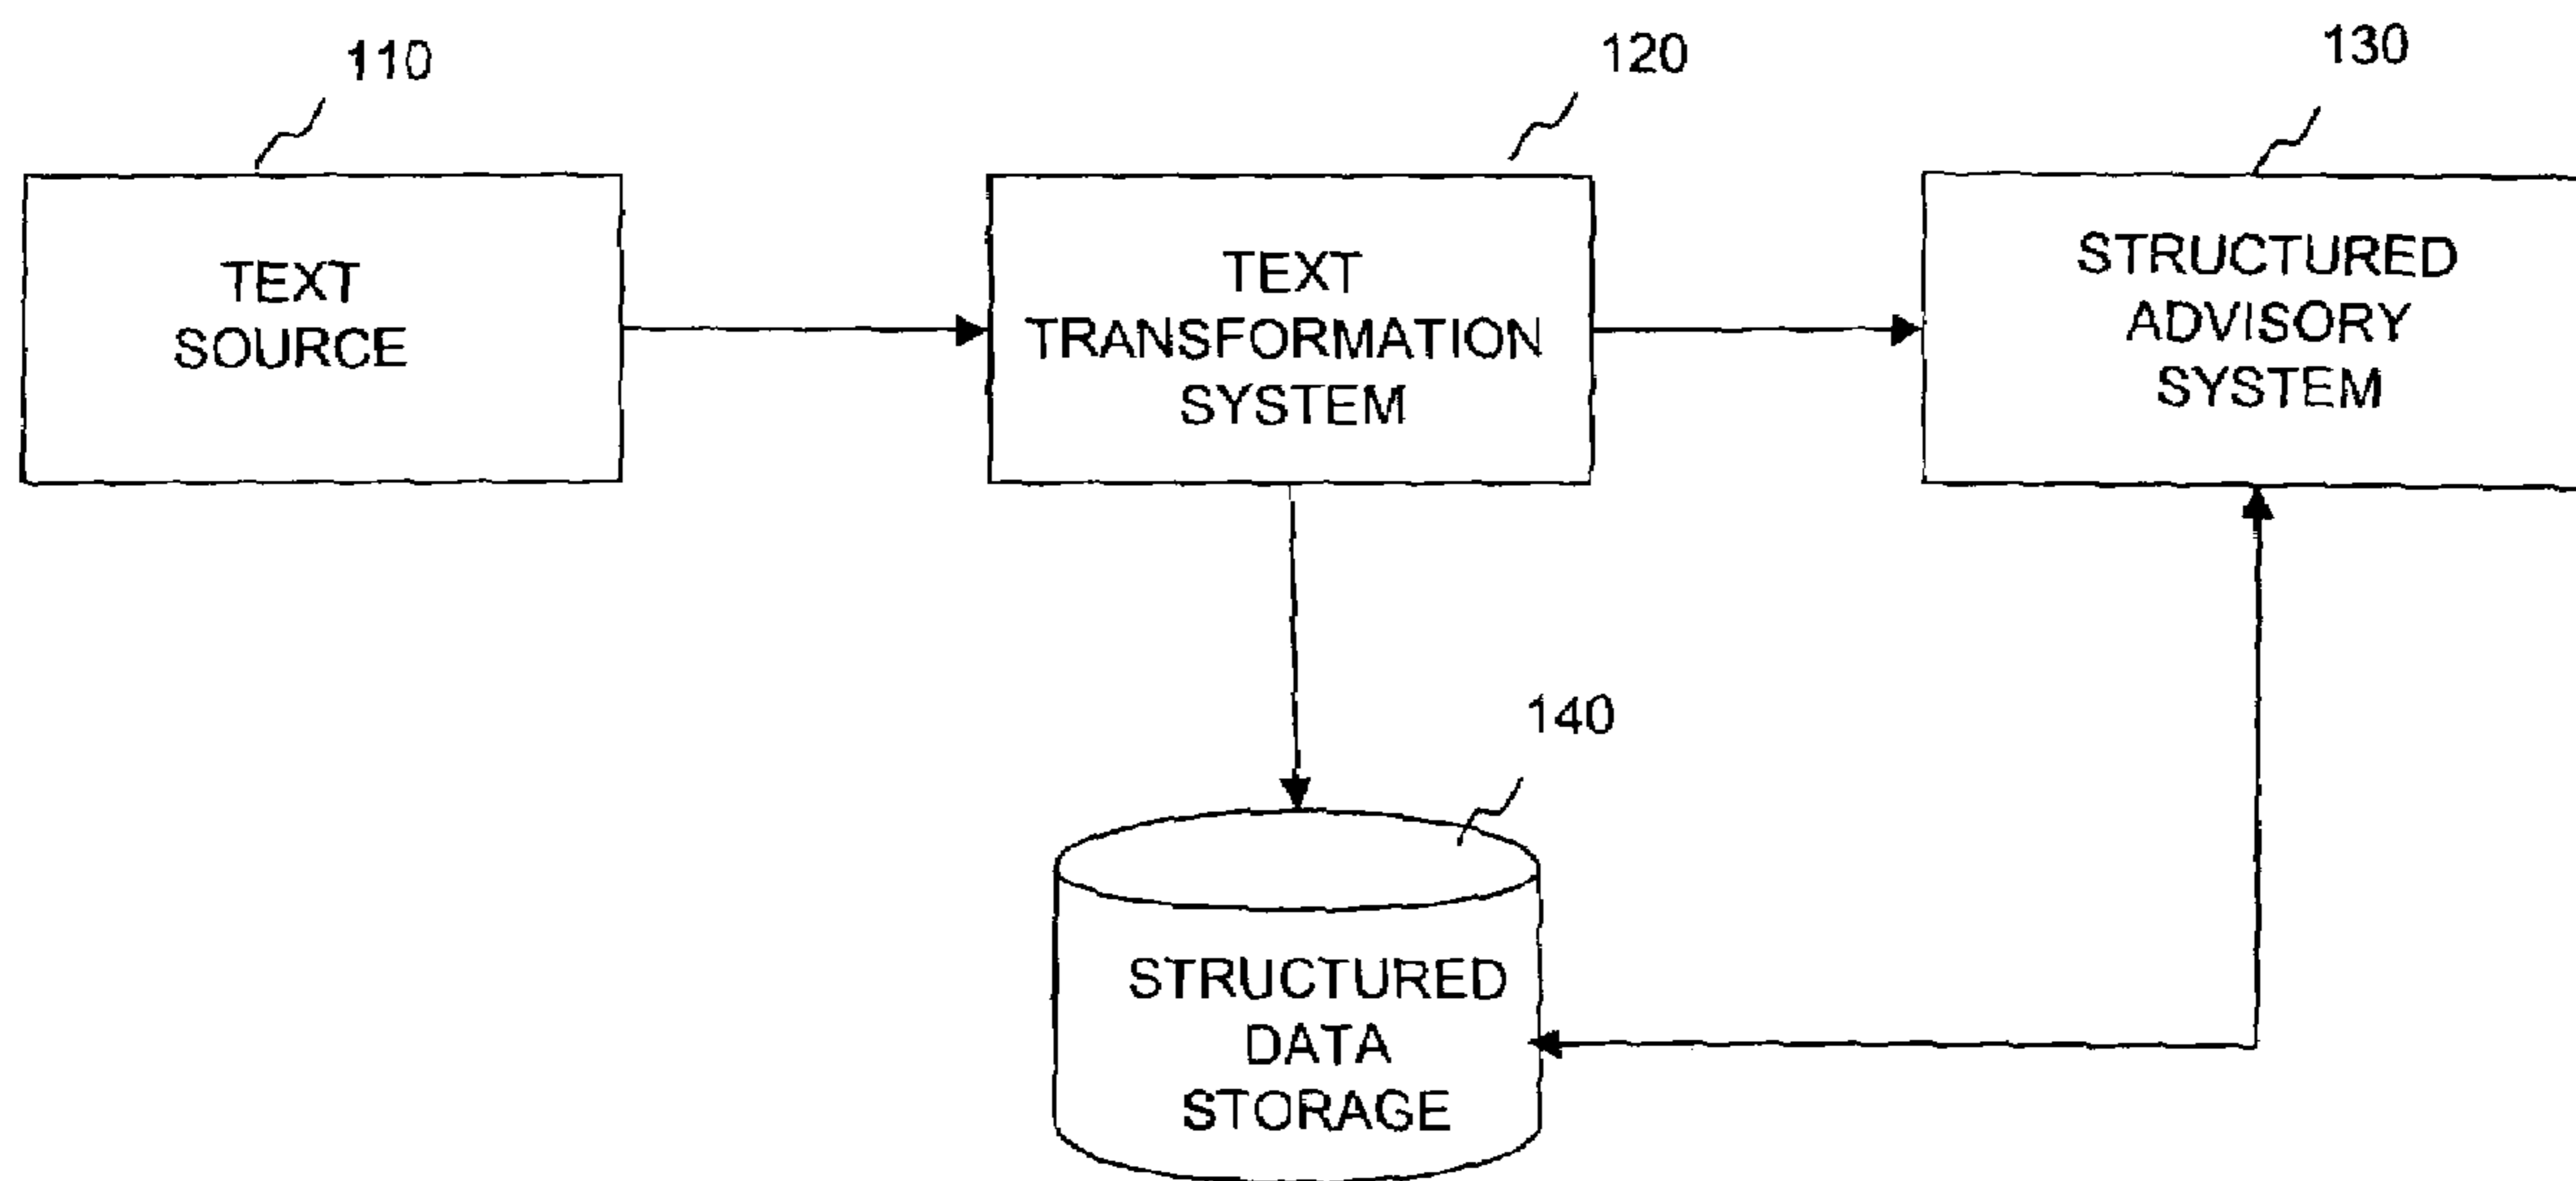 110
120
130
TEXT
SOURCE
TEXT
TRANSFORMATION
SYSTEM
STRUCTURED
ADVISORY
SYSTEM
140
STRUCTURED
DATA
STORAGE